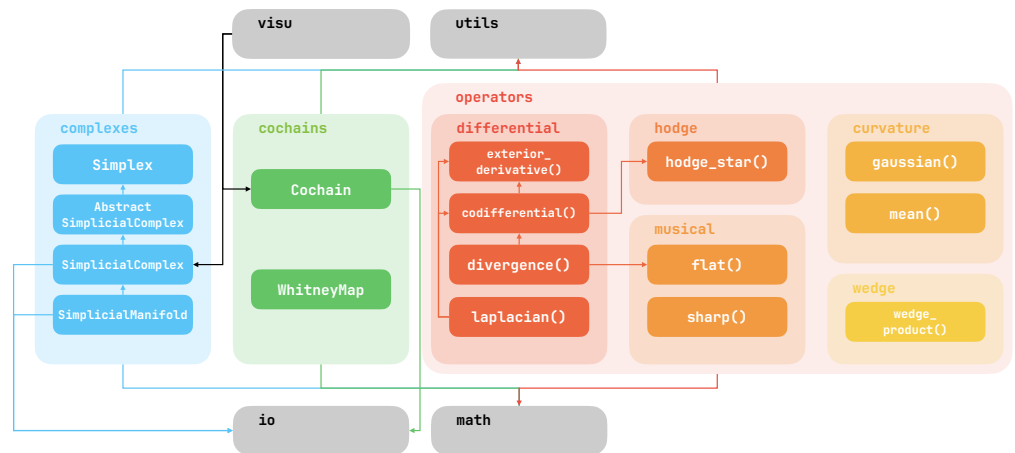 visu
utils
operators
complexes
Simplex
Abstract
SimplicialComplex
SimplicialComplex
SimplicialManifold
cochains
Cochain
WhitneyMap
differential
exterior_
derivative()
codifferential()
divergence()
laplacian()
hodge
hodge_star()
musical
flat()
sharp()
curvature
gaussian()
mean()
wedge
wedge_
product()
io
math